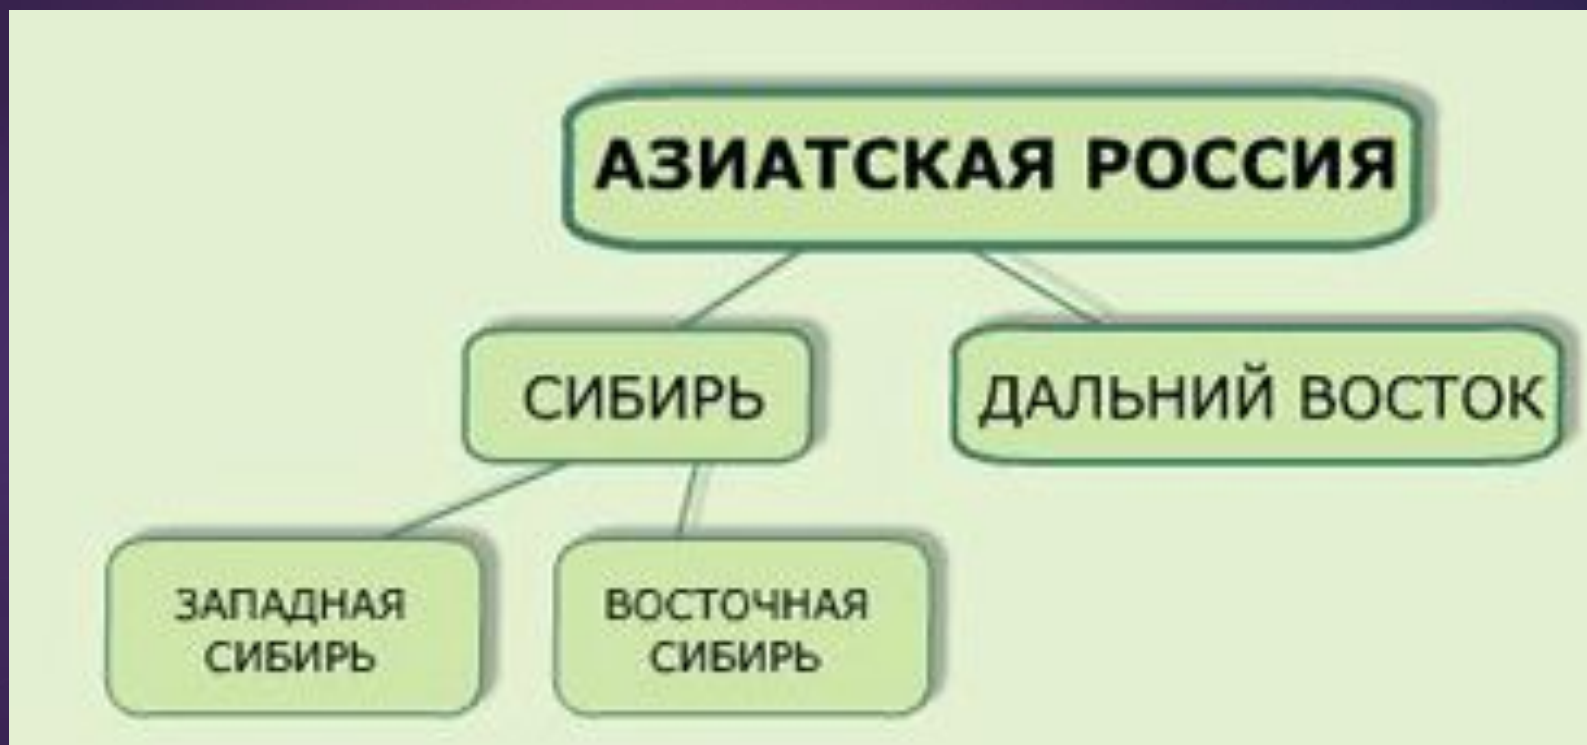 АЗИАТСКАЯ РОССИЯ
СИБИРЬ
ДАЛЬНИЙ ВОСТОК
ЗАПАДНАЯ
СИБИРЬ
ВОСТОЧНАЯ
СИБИРЬ